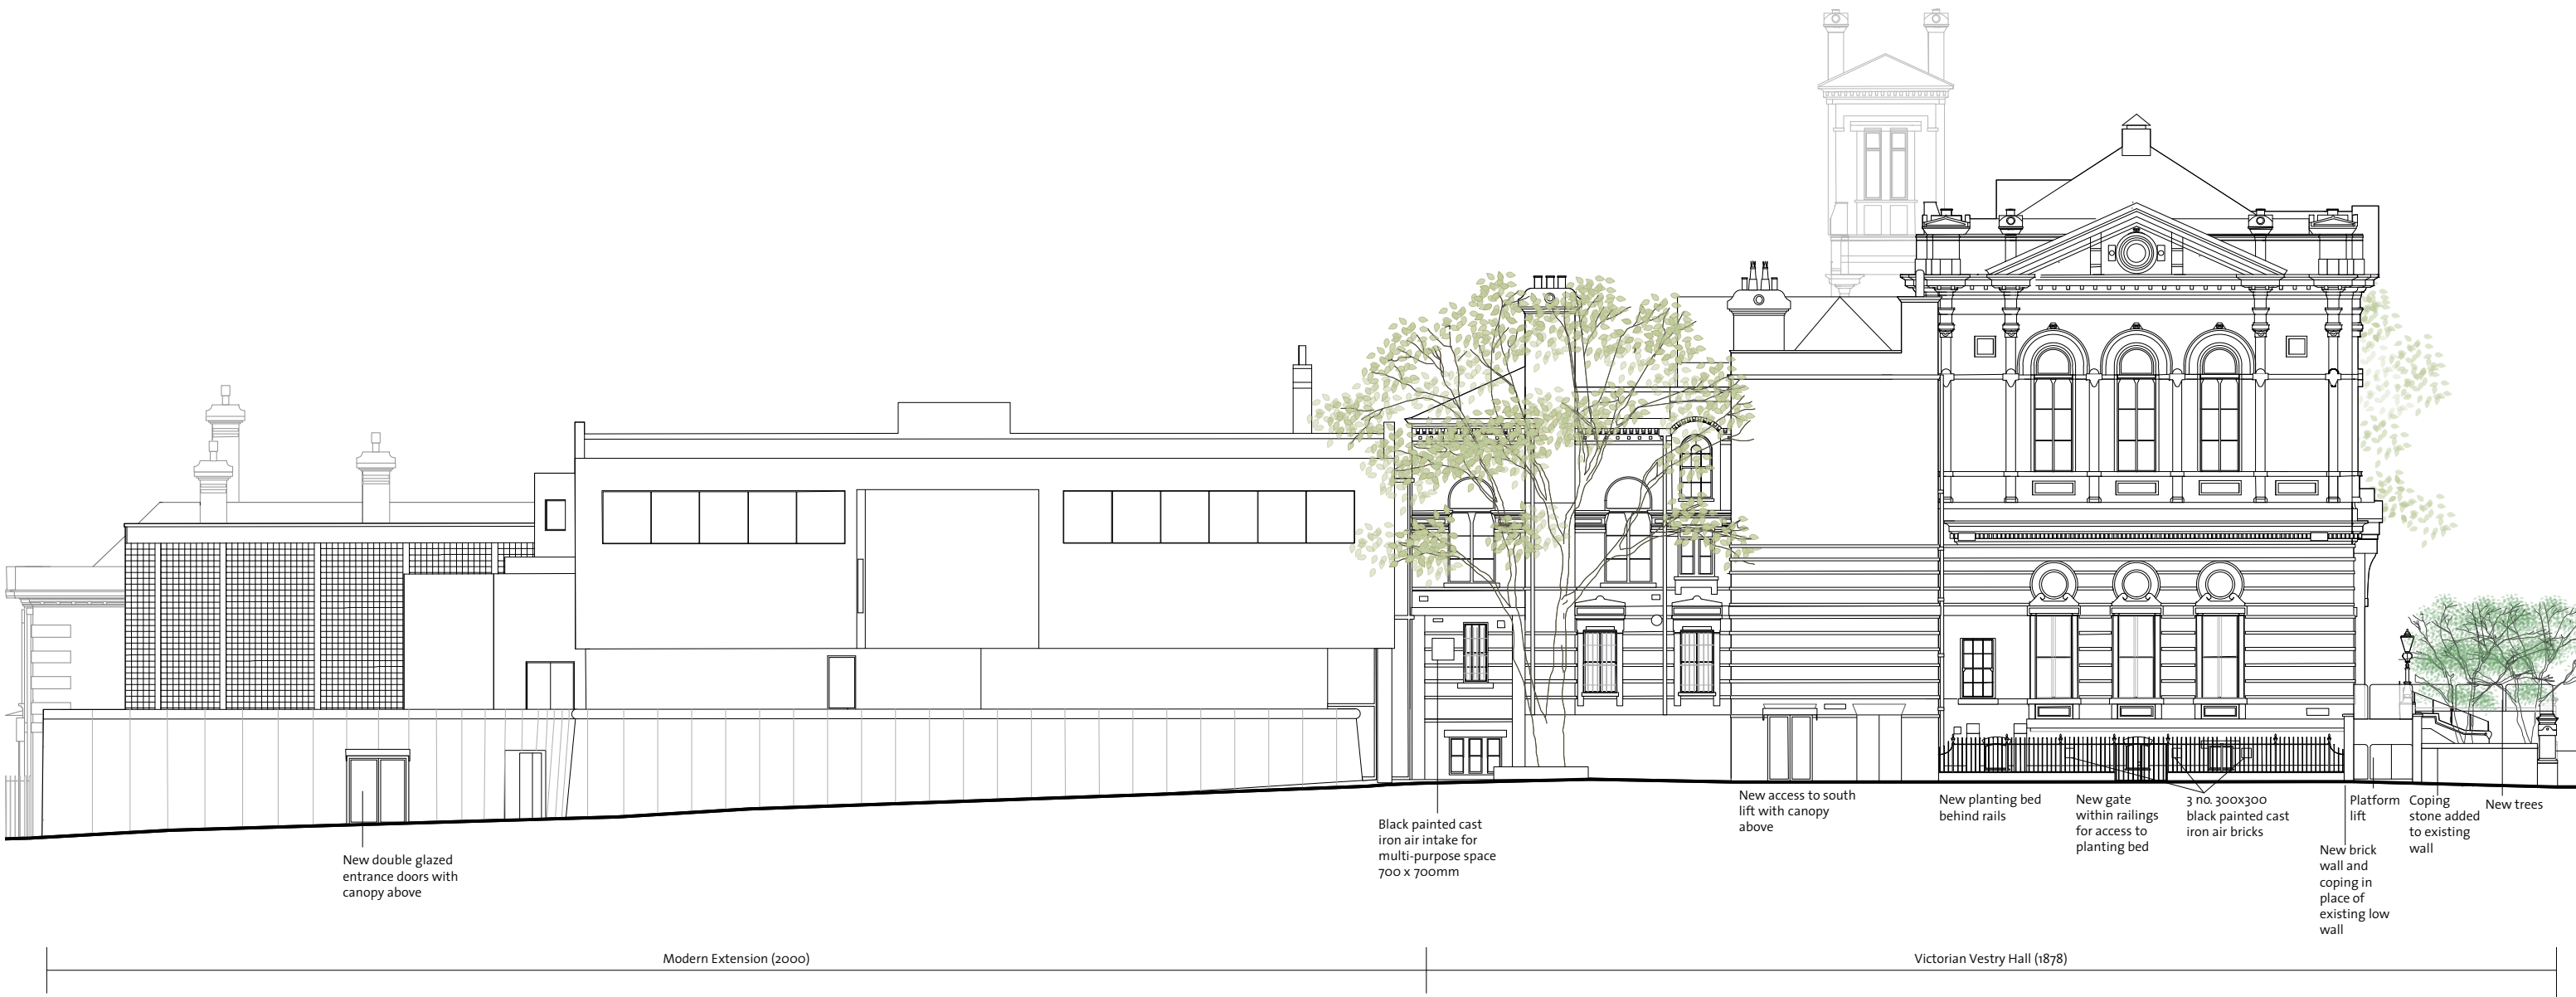 New double glazed
entrance doors with
canopy above
Black painted cast
iron air intake for
multi-purpose space
700 x 700mm
New access to south
lift with canopy
above
New planting bed
behind rails
New gate
within railings
for access to
planting bed
3 no. 300x300
black painted cast
iron air bricks
New brick
wall and
coping in
place of
existing low
wall
Platform
lift
Coping
stone added
to existing
wall
New trees
Modern Extension (2000)
Victorian Vestry Hall (1878)